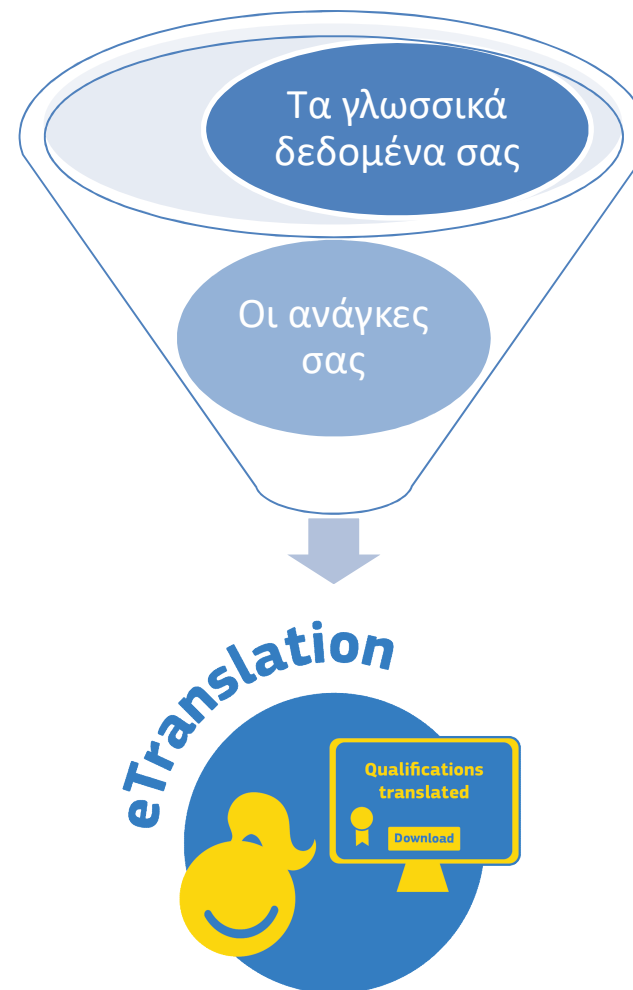 Τα γλωσσικά
δεδομένα σας
Οι ανάγκες
σας
eTranslation
Qualifications
translated
Download